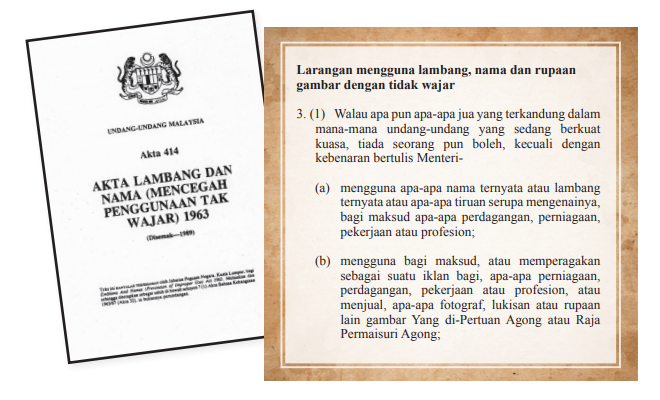 UNDANG-UNDANG MALAYSIA
Akta 414
AKTA LAMBANG DAN
NAMA (MENCEGAH
PENGGUNAAN TAK
WAJAR) 1963
(Disemak—1989)
Larangan mengguna lambang, nama dan rupaan
gambar dengan tidak wajar
3. (1) Walau apa pun apa-apa jua yang terkandung dalam
mana-mana undang-undang yang sedang berkuat
kuasa, tiada seorang pun boleh, kecuali dengan
kebenaran bertulis Menteri-
(a) mengguna apa-apa nama ternyata atau lambang
ternyata atau apa-apa tiruan serupa mengenainya,
bagi maksud apa-apa perdagangan, perniagaan,
pekerjaan atau profesion;
(b) mengguna bagi maksud, atau memperagakan
sebagai suatu iklan bagi, apa-apa perniagaan,
perdagangan, pekerjaan atau profesion, atau
menjual, apa-apa fotograf, lukisan atau rupaan
lain gambar Yang di-Pertuan Agong atau Raja
Permaisuri Agong;